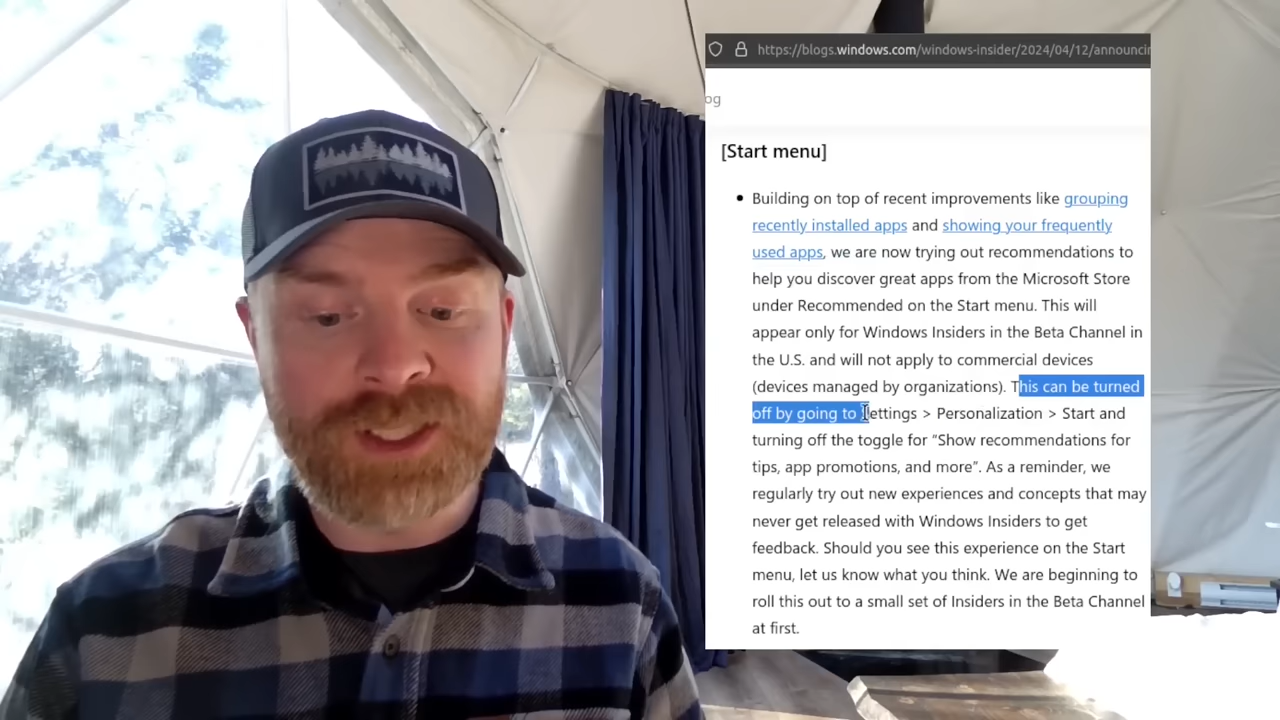 https://blogs.windows.com/windows-insider/2024/04/12/announcin
og
[Start menu]
Building on top of recent improvements like grouping
recently installed apps and showing your frequently
used apps, we are now trying out recommendations to
help you discover great apps from the Microsoft Store
under Recommended on the Start menu. This will
appear only for Windows Insiders in the Beta Channel in
the U.S. and will not apply to commercial devices
(devices managed by organizations). This can be turned
off by going to Settings > Personalization > Start and
turning off the toggle for “Show recommendations for
tips, app promotions, and more”. As a reminder, we
regularly try out new experiences and concepts that may
never get released with Windows Insiders to get
feedback. Should you see this experience on the Start
menu, let us know what you think. We are beginning to
roll this out to a small set of Insiders in the Beta Channel
at first.